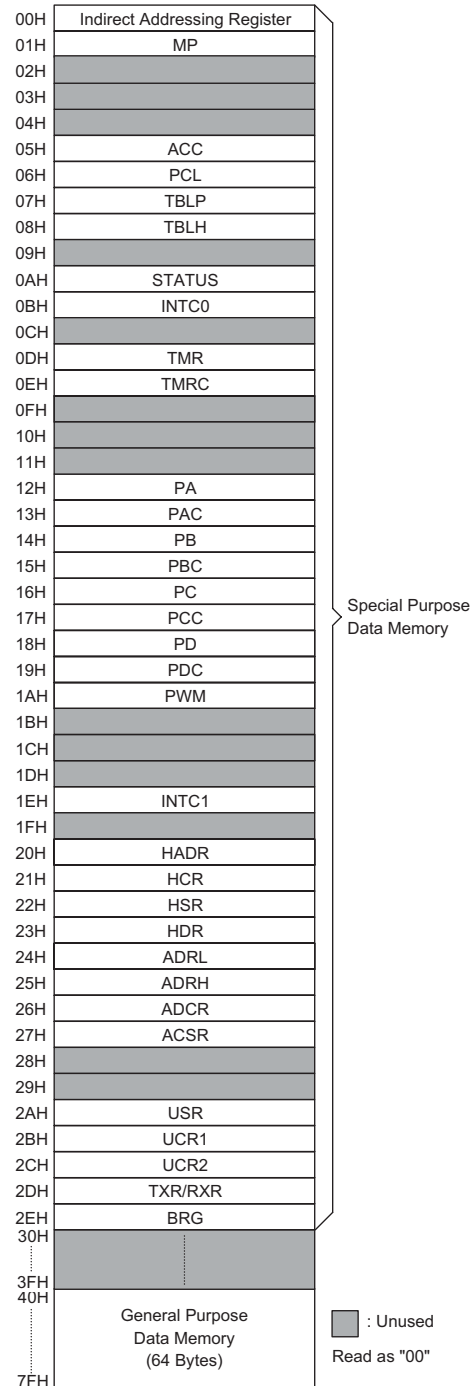 00H Indirect Addressing Register
01H MP
02H
03H
04H
05H ACC
06H PCL
07H TBLP
08H TBLH
09H
0AH STATUS
0BH INTC0
0CH
0DH TMR
0EH TMRC
0FH
10H
11H
12H PA
13H PAC
14H PB
15H PBC
16H PC
17H PCC
18H PD
19H PDC
1AH PWM
1BH
1CH
1DH
1EH INTC1
1FH
20H HADR
21H HCR
22H HSR
23H HDR
24H ADRL
25H ADRH
26H ADCR
27H ACSR
28H
29H
2AH USR
2BH UCR1
2CH UCR2
2DH TXR/RXR
2EH BRG
30H
3FH
40H
General Purpose
Data Memory
(64 Bytes)
7FH
Special Purpose
Data Memory
: Unused
Read as "00"